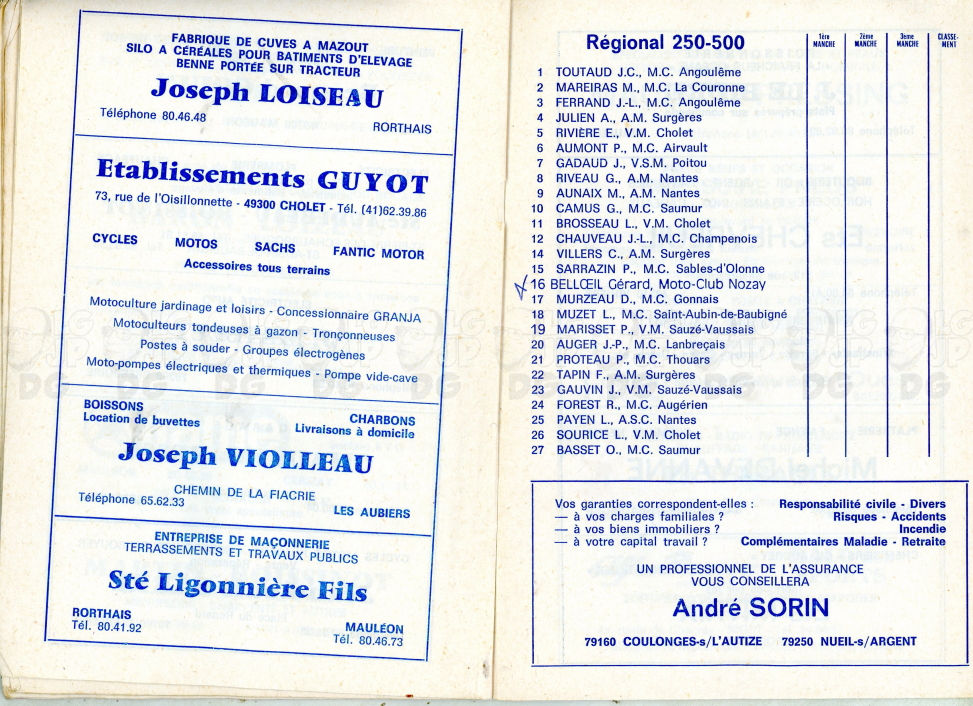 FABRIQUE DE CUVES A MAZOUT
SILO A CÉRÉALES POUR BATIMENTS D'ELEVAGE
BENNE PORTÉE SUR TRACTEUR
Joseph LOISEAU
Téléphone 80.46.48
RORTHAIS
Etablissements GUYOT
73, rue de l'Oisillonnette - 49300 CHOLET - Tél. (41)62.39.86
CYCLES MOTOS SACHS FANTIC MOTOR
Accessoires tous terrains
Motoculture jardinage et loisirs - Concessionnaire GRANJA
Motoculteurs tondeuses à gazon - Tronçonneuses
Postes à souder - Groupes électrogènes
Moto-pompes électriques et thermiques - Pompe vide-cave
BOISSONS CHARBONS
Location de buvettes Livraisons à domicile
Joseph VIOLLEAU
CHEMIN DE LA FIACRIE
Téléphone 65.62.33 LES AUBIERS
ENTREPRISE DE MAÇONNERIE
TERRASSEMENTS ET TRAVAUX PUBLICS
Sté Ligonnière Fils
RORTHAIS MAULÉON
Tél. 80.41.92 Tél. 80.46.73
Régional 250-500 1ère MANCHE 2ème MANCHE 3eme MANCHE CLASSE-MENT
1 TOUTAUD J.C., M.C. Angoulême
2 MAREIRAS M., M.C. La Couronne
3 FERRAND J.-L., M.C. Angoulême
4 JULIEN A., A.M. Surgères
5 RIVIÈRE E., V.M. Cholet
6 AUMONT P., M.C. Airvault
7 GADAUD J., V.S.M. Poitou
8 RIVEAU G., A.M. Nantes
9 AUNAIX M., A.M. Nantes
10 CAMUS G., M.C. Saumur
11 BROSSEAU L., V.M. Cholet
12 CHAUVEAU J.-L., M.C. Champenois
14 VILLERS C., A.M. Surgères
15 SARRAZIN P., M.C. Sables-d'Olonne
16 BELLŒIL Gérard, Moto-Club Nozay
17 MURZEAU D., M.C. Gonnais
18 MUZET L., M.C. Saint-Aubin-de-Baubigné
19 MARISSET P., V.M. Sauzé-Vaussais
20 AUGER J.-P., M.C. Lanbreçais
21 PROTEAU P., M.C. Thouars
22 TAPIN F., A.M. Surgères
23 GAUVIN J., V.M. Sauzé-Vaussais
24 FOREST R., M.C. Augérien
25 PAYEN L., A.S.C. Nantes
26 SOURICE L., V.M. Cholet
27 BASSET O., M.C. Saumur
Vos garanties correspondent-elles : Responsabilité civile - Divers
— à vos charges familiales ? Risques - Accidents
— à vos biens immobiliers ? Incendie
— à votre capital travail ? Complémentaires Maladie - Retraite
UN PROFESSIONNEL DE L'ASSURANCE
VOUS CONSEILLERA
André SORIN
79160 COULONGES-s/L'AUTIZE 79250 NUEIL-s/ARGENT